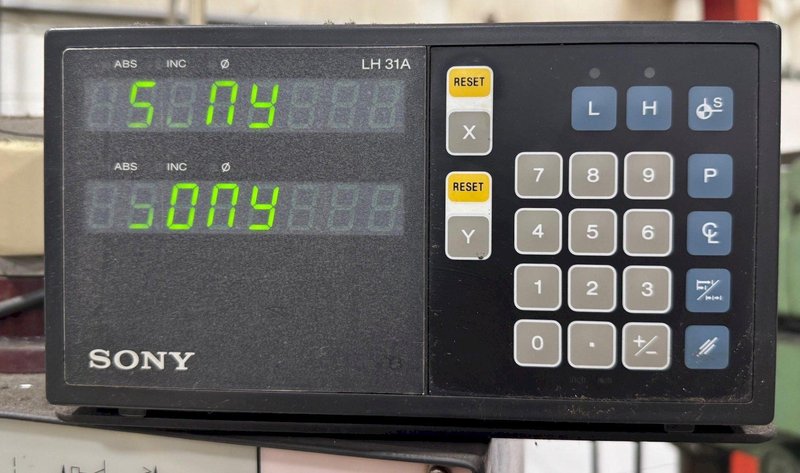 ABS INC Ø LH 31A
S NY
ABS INC Ø
SONY
SONY
RESET
X
RESET
Y
L H S
7 8 9 P
4 5 6 ℄
1 2 3
0 . +/-